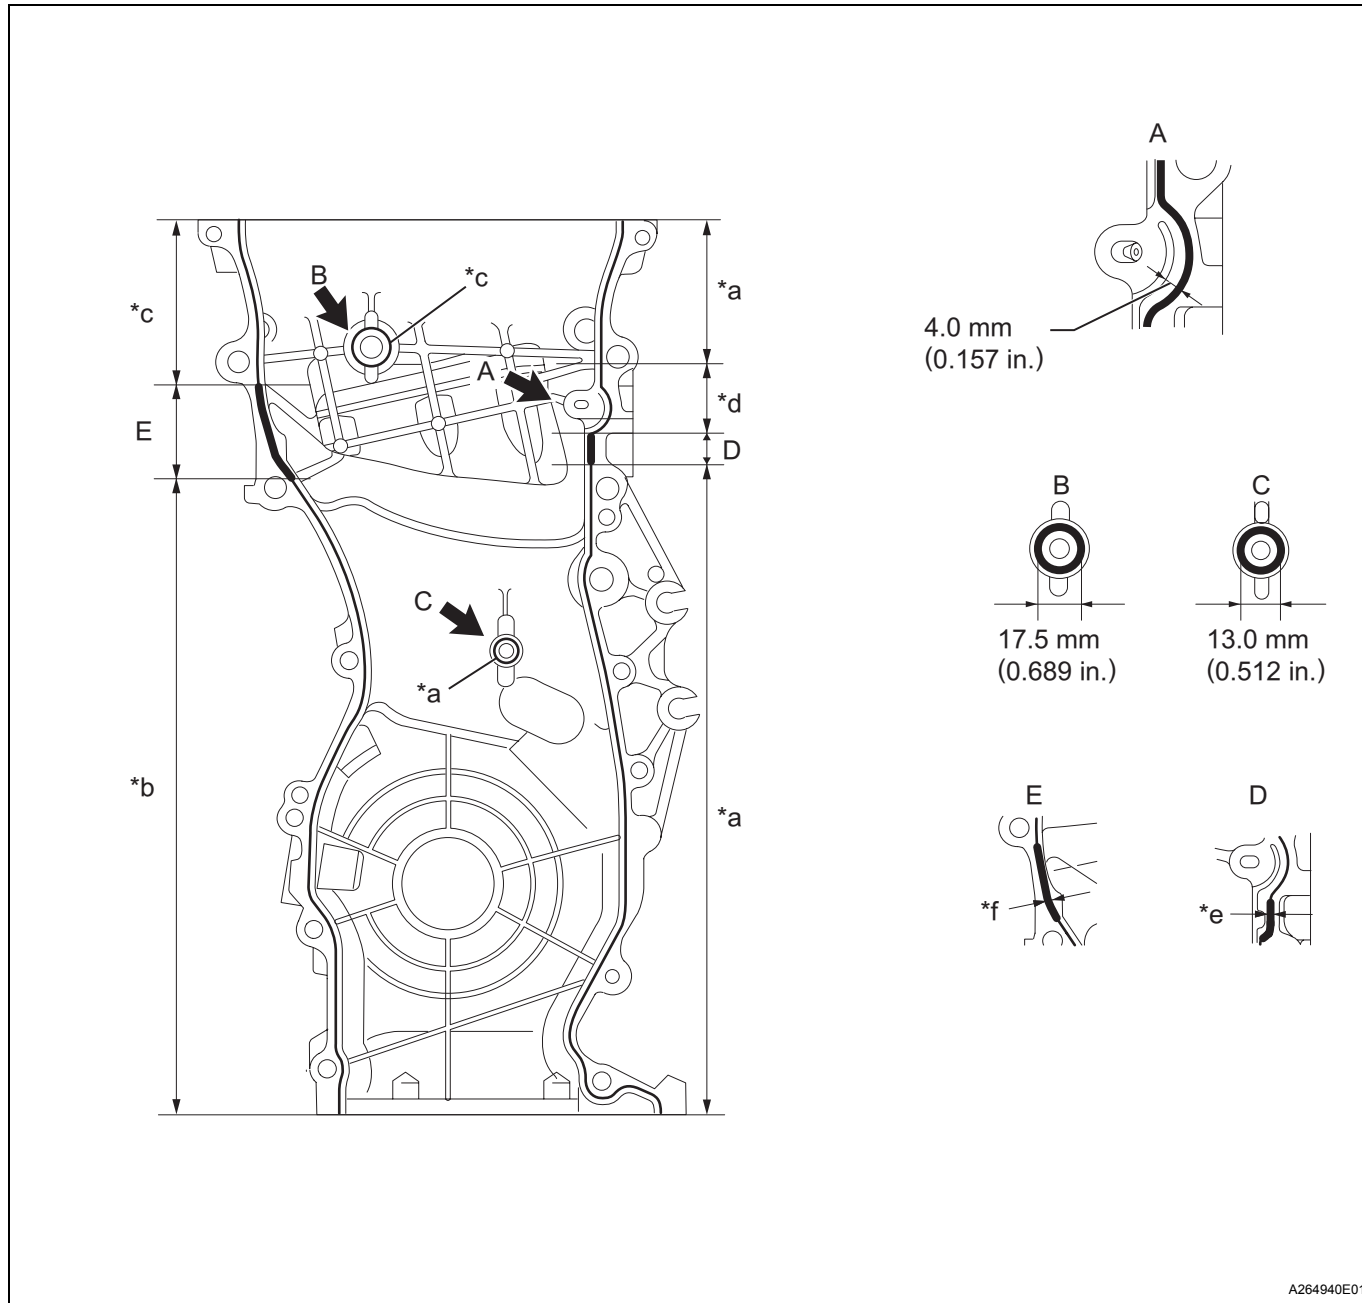 A
B
*c
*a
*c
4.0 mm
(0.157 in.)
A
*d
E
D
B
C
C
17.5 mm
(0.689 in.)
13.0 mm
(0.512 in.)
*a
*b
*a
E
D
*f
*e
A264940E01